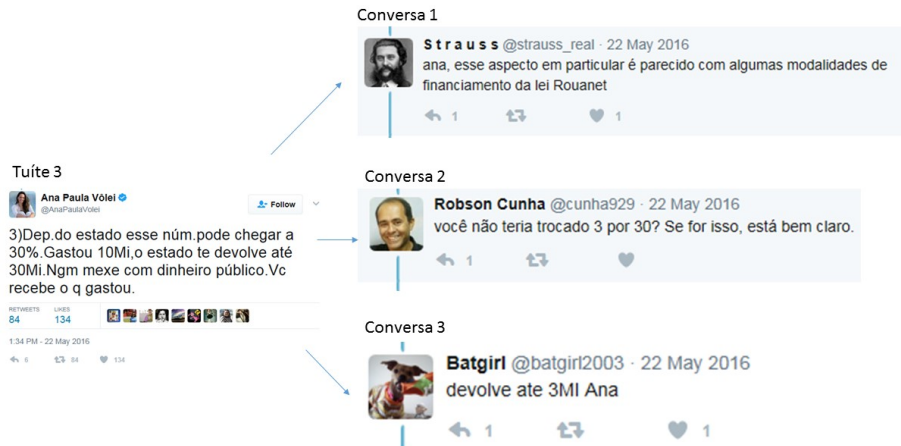 Conversa 1
Strauss @strauss_real · 22 May 2016
ana, esse aspecto em particular é parecido com algumas modalidades de
financiamento da lei Rouanet
1 1
Tuíte 3
Ana Paula Vôlei
@AnaPaulaVolei
Follow
3)Dep.do estado esse núm.pode chegar a
30%.Gastou 10Mi,o estado te devolve até
30Mi.Ngm mexe com dinheiro público.Vc
recebe o q gastou.
RETWEETS LIKES
84 134
1:34 PM - 22 May 2016
6 84 134
Conversa 2
Robson Cunha @cunha929 · 22 May 2016
você não teria trocado 3 por 30? Se for isso, está bem claro.
1
Conversa 3
Batgirl @batgirl2003 · 22 May 2016
devolve ate 3MI Ana
1 1